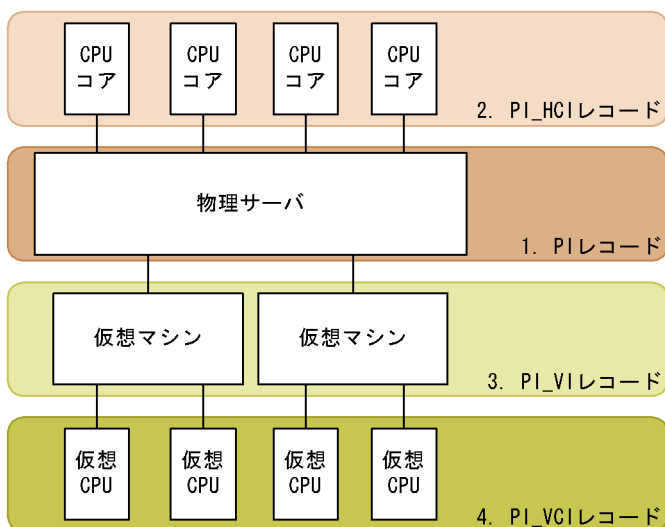 CPU
コア
CPU
コア
CPU
コア
CPU
コア
2. PI_HCIレコード
物理サーバ
1. PIレコード
仮想マシン
仮想マシン
3. PI_VIレコード
仮想
CPU
仮想
CPU
仮想
CPU
仮想
CPU
4. PI_VCIレコード